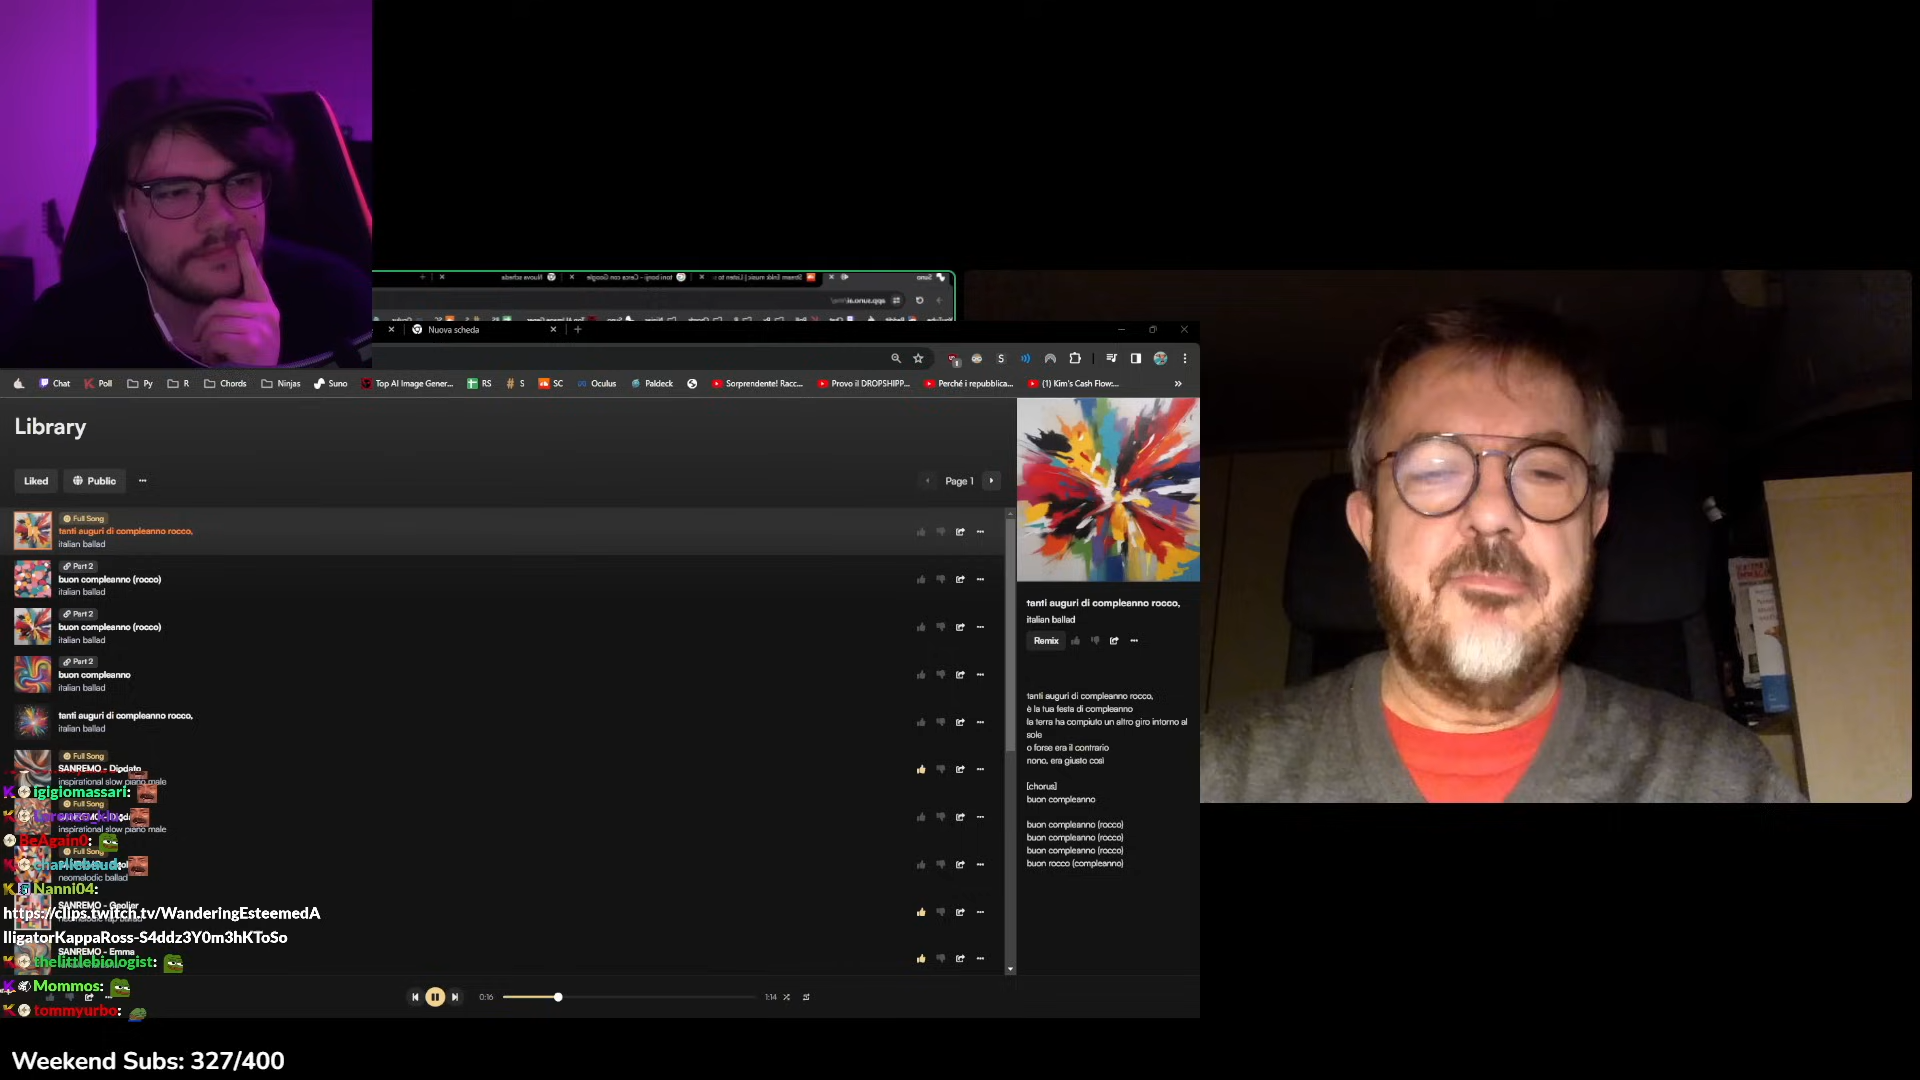 Nuova scheda
Chat
Poll
Py
R
Chords
Ninjas
Suno
Top AI Image Gener...
RS
S
SC
Oculus
Paldeck
Sorprendente! Racc...
Provo il DROPSHIPP...
Perché i repubblica...
(1) Kim's Cash Flow:...
»
Library
Liked
Public
Page 1
Full Song
tanti auguri di compleanno rocco,
italian ballad
Part 2
buon compleanno (rocco)
italian ballad
Part 2
buon compleanno (rocco)
italian ballad
Part 2
buon compleanno
italian ballad
tanti auguri di compleanno rocco,
italian ballad
Full Song
SANREMO - Diodato
inspirational slow piano male
igigiomassari:
Full Song
inspirational slow piano male
BeAgain0:
Full Song
charliebaud:
neomelodic ballad
Nanni04:
SANREMO - Geolier
https://clips.twitch.tv/WanderingEsteemedA
lligatorKappaRoss-S4ddz3Y0m3hKToSo
SANREMO - Emma
thelittlebiologist:
Mommos:
tommyurbo:
0:16
1:14
tanti auguri di compleanno rocco,
italian ballad
Remix
tanti auguri di compleanno rocco,
è la tua festa di compleanno
la terra ha compiuto un altro giro intorno al
sole
o forse era il contrario
nono, era giusto così
[chorus]
buon compleanno
buon compleanno (rocco)
buon compleanno (rocco)
buon compleanno (rocco)
buon rocco (compleanno)
Weekend Subs: 327/400